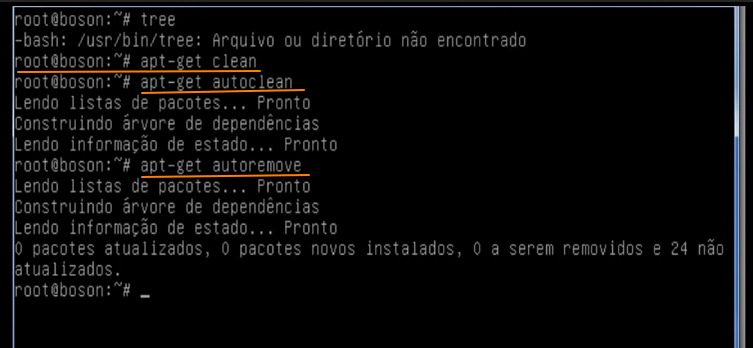 root@boson:~# tree
-bash: /usr/bin/tree: Arquivo ou diretório não encontrado
root@boson:~# apt-get clean
root@boson:~# apt-get autoclean
Lendo listas de pacotes... Pronto
Construindo árvore de dependências
Lendo informação de estado... Pronto
root@boson:~# apt-get autoremove
Lendo listas de pacotes... Pronto
Construindo árvore de dependências
Lendo informação de estado... Pronto
0 pacotes atualizados, 0 pacotes novos instalados, 0 a serem removidos e 24 não
atualizados.
root@boson:~# _